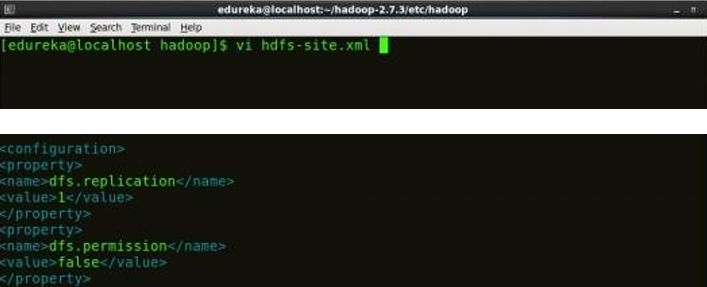 edureka@localhost:~/hadoop-2.7.3/etc/hadoop
File Edit View Search Terminal Help
[edureka@localhost hadoop]$ vi hdfs-site.xml
<configuration>
<property>
<name>dfs.replication</name>
<value>1</value>
</property>
<property>
<name>dfs.permission</name>
<value>false</value>
</property>